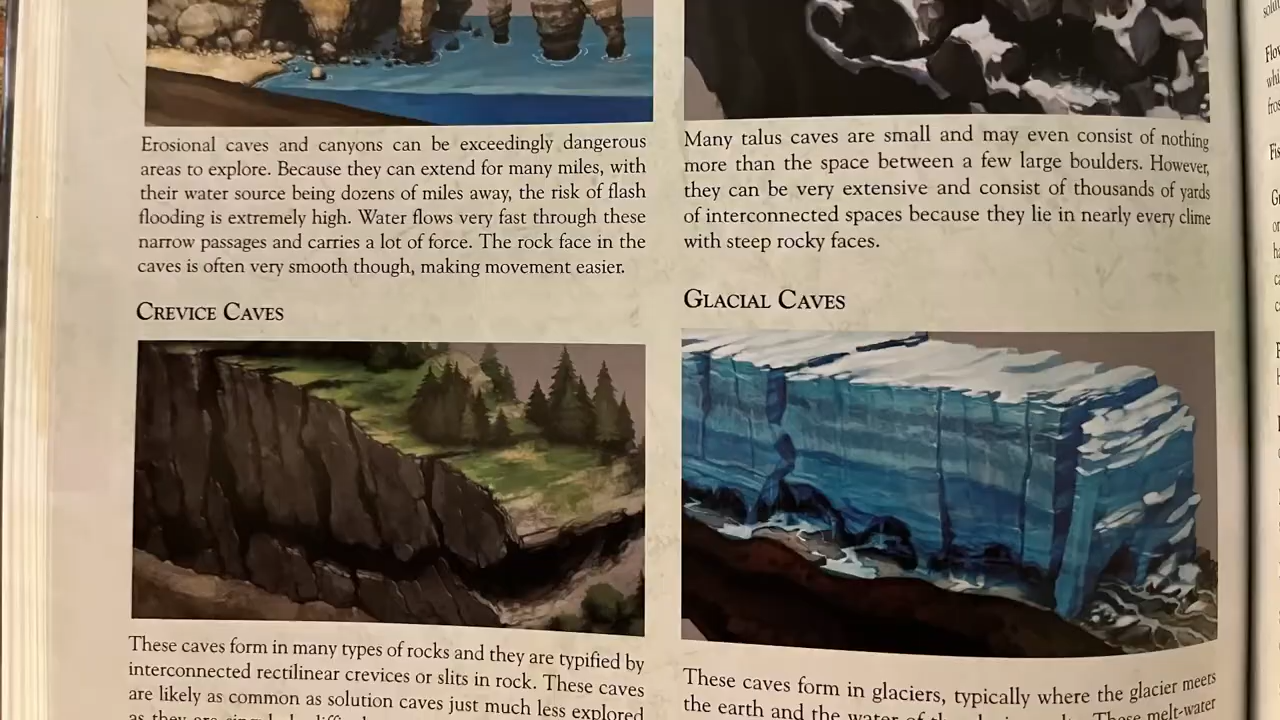 Erosional caves and canyons can be exceedingly dangerous
areas to explore. Because they can extend for many miles, with
their water source being dozens of miles away, the risk of flash
flooding is extremely high. Water flows very fast through these
narrow passages and carries a lot of force. The rock face in the
caves is often very smooth though, making movement easier.
CREVICE CAVES
These caves form in many types of rocks and they are typified by
interconnected rectilinear crevices or slits in rock. These caves
are likely as common as solution caves just much less explored
as they are
Many talus caves are small and may even consist of nothing
more than the space between a few large boulders. However,
they can be very extensive and consist of thousands of yards
of interconnected spaces because they lie in nearly every clime
with steep rocky faces.
GLACIAL CAVES
These caves form in glaciers, typically where the glacier meets
the earth and the water of the These melt-water